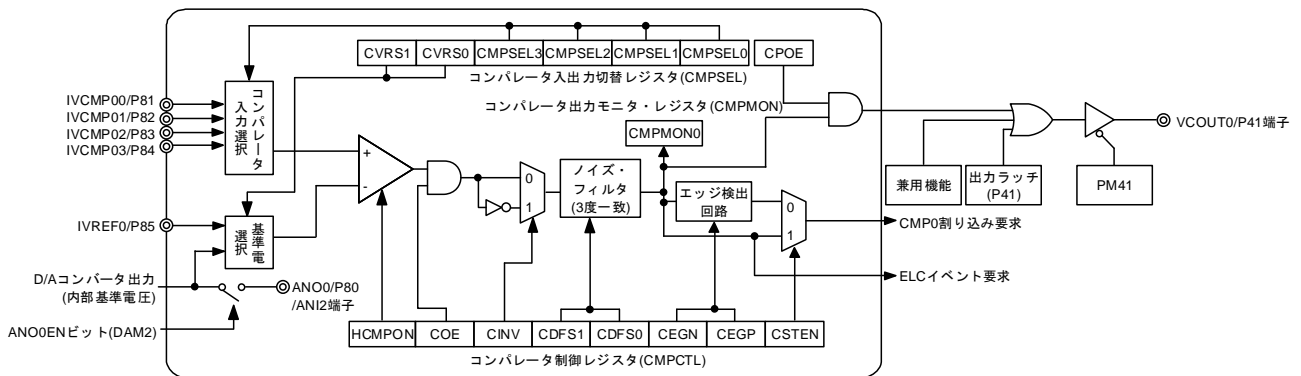 CVRS1 CVRS0 CMPSEL3 CMPSEL2 CMPSEL1 CMPSEL0 CPOE
コンパレータ入出力切替レジスタ(CMPSEL)
IVCMP00/P81
IVCMP01/P82
IVCMP02/P83
IVCMP03/P84
コンパレータ
入力選択
コンパレータ出力モニタ・レジスタ(CMPMON)
CMPMON0
VCOUT0/P41端子
+
-
0
1
ノイズ・
フィルタ
(3度一致)
エッジ検出
回路
0
1
兼用機能
出力ラッチ
(P41)
PM41
IVREF0/P85
基準電
選択
CMP0割り込み要求
D/Aコンバータ出力
(内部基準電圧)
ANO0/P80
/ANI2端子
ELCイベント要求
ANO0ENビット(DAM2)
HCMPON COE CINV CDFS1 CDFS0 CEGN CEGP CSTEN
コンパレータ制御レジスタ(CMPCTL)